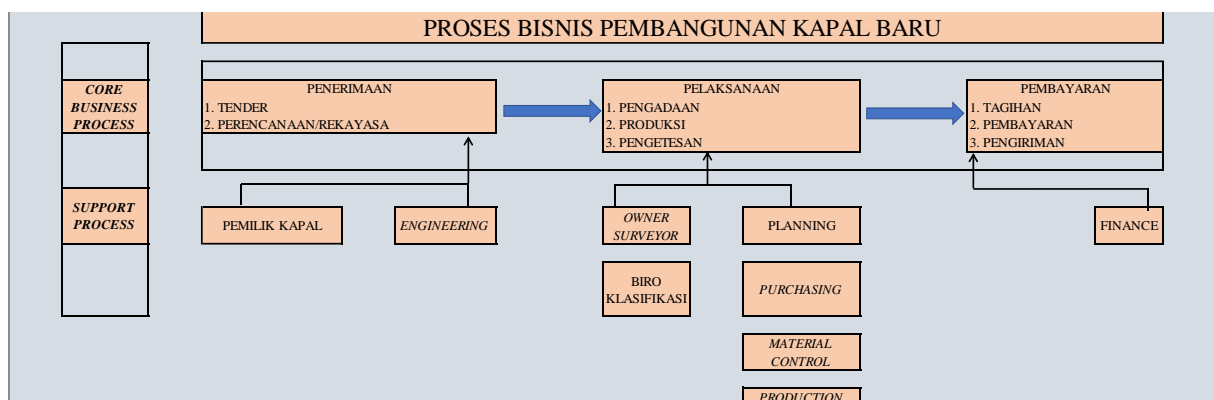 PROSES BISNIS PEMBANGUNAN KAPAL BARU
CORE
BUSINESS
PROCESS
PENERIMAAN
1. TENDER
2. PERENCANAAN/REKAYASA
PELAKSANAAN
1. PENGADAAN
2. PRODUKSI
3. PENGETESAN
PEMBAYARAN
1. TAGIHAN
2. PEMBAYARAN
3. PENGIRIMAN
SUPPORT
PROCESS
PEMILIK KAPAL
ENGINEERING
OWNER
SURVEYOR
PLANNING
FINANCE
BIRO
KLASIFIKASI
PURCHASING
MATERIAL
CONTROL
PRODUCTION